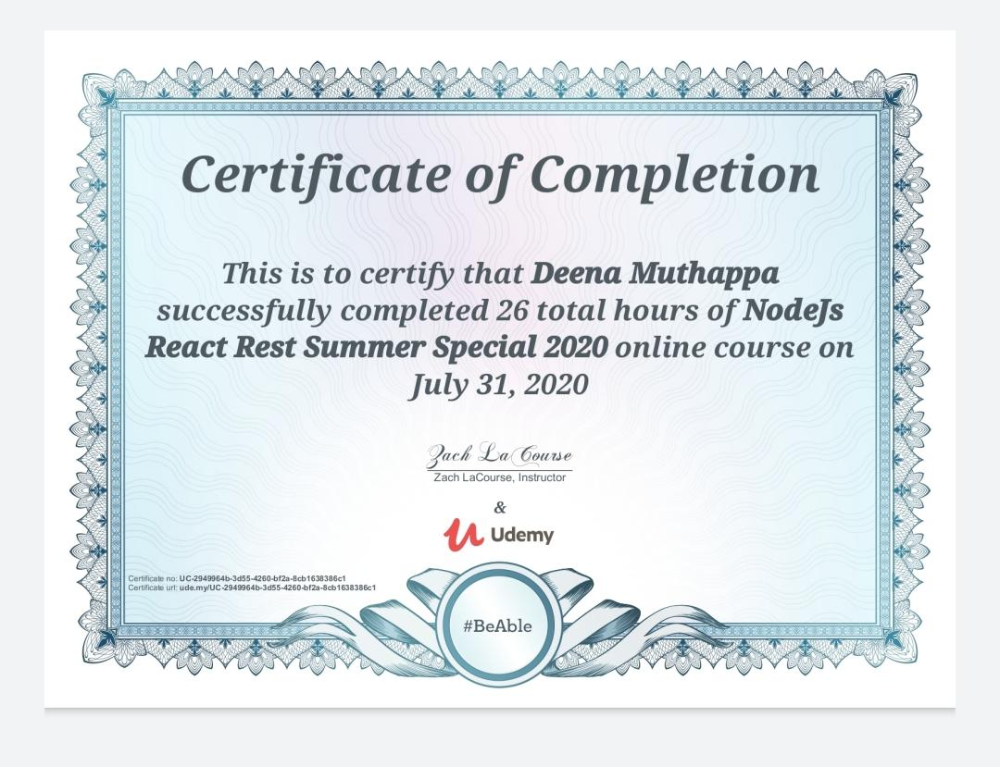 Certificate of Completion
This is to certify that Deena Muthappa
successfully completed 26 total hours of NodeJs
React Rest Summer Special 2020 online course on
July 31, 2020
Zach LaCourse
Zach LaCourse, Instructor
&
Udemy
Certificate no: UC-2949964b-3d55-4260-bf2a-8cb1638386c1
Certificate url: ude.my/UC-2949964b-3d55-4260-bf2a-8cb1638386c1
#BeAble